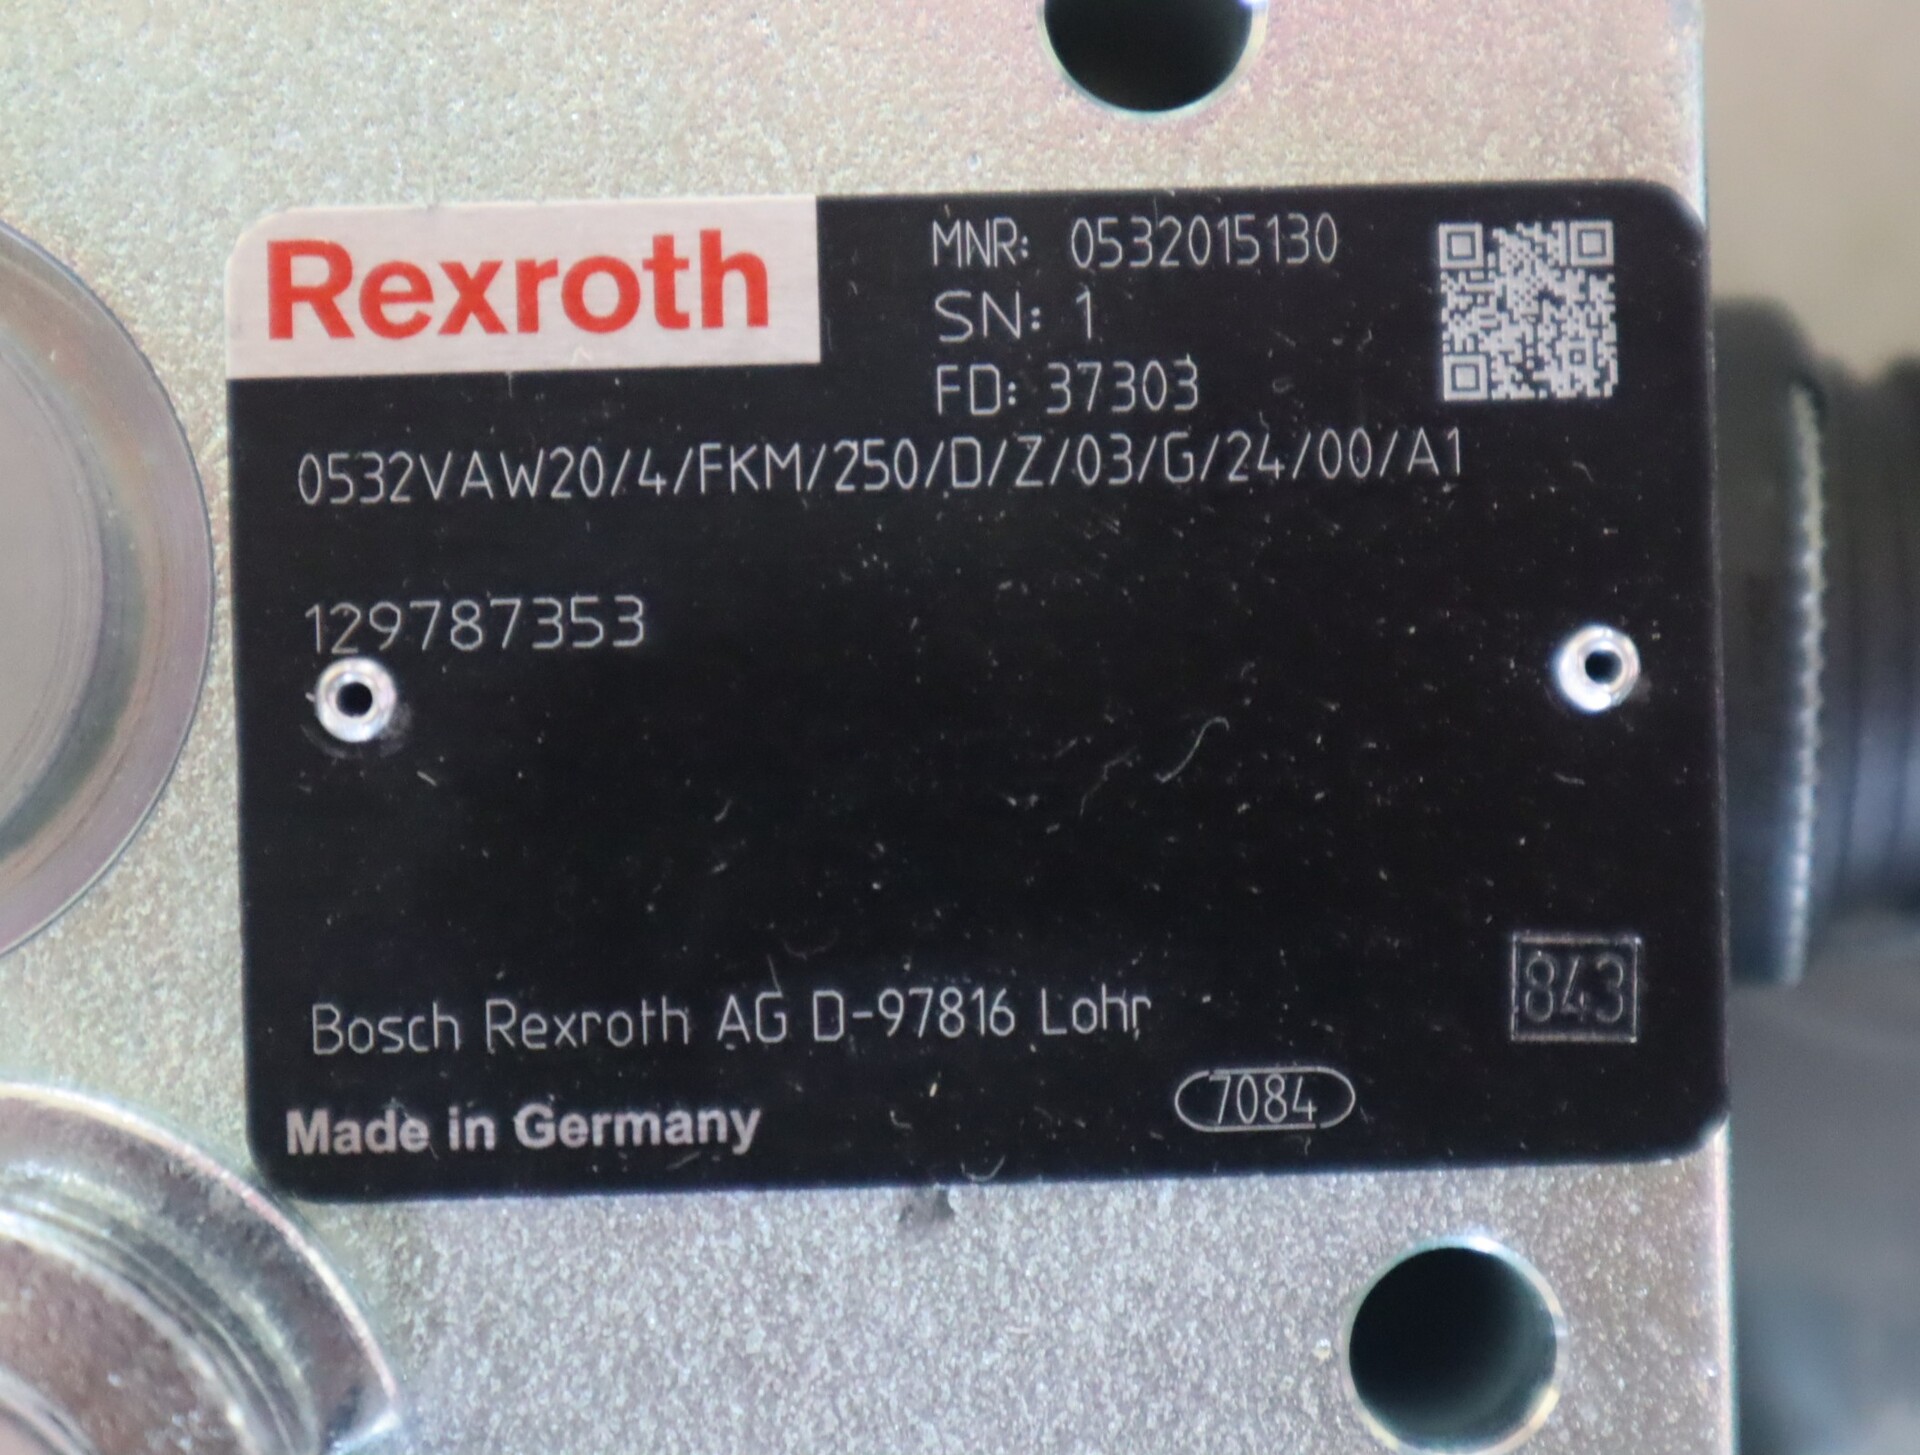 Rexroth
MNR: 0532015130
SN: 1
FD: 37303
0532VAW20/4/FKM/250/D/Z/03/G/24/00/A1
129787353
843
Bosch Rexroth AG D-97816 Lohr
7084
Made in Germany